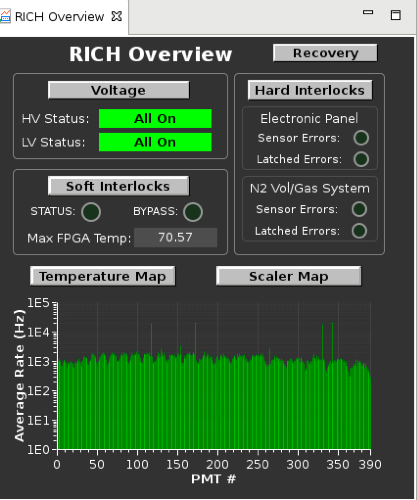 RICH Overview
RICH Overview
Recovery
Voltage
HV Status: All On
LV Status: All On
Hard Interlocks
Electronic Panel
Sensor Errors:
Latched Errors:
N2 Vol/Gas System
Sensor Errors:
Latched Errors:
Soft Interlocks
STATUS: BYPASS:
Max FPGA Temp: 70.57
Temperature Map
Scaler Map
Average Rate (Hz)
1E5
1E4
1E3
1E2
1E1
1E0
0 50 100 150 200 250 300 350 390
PMT #